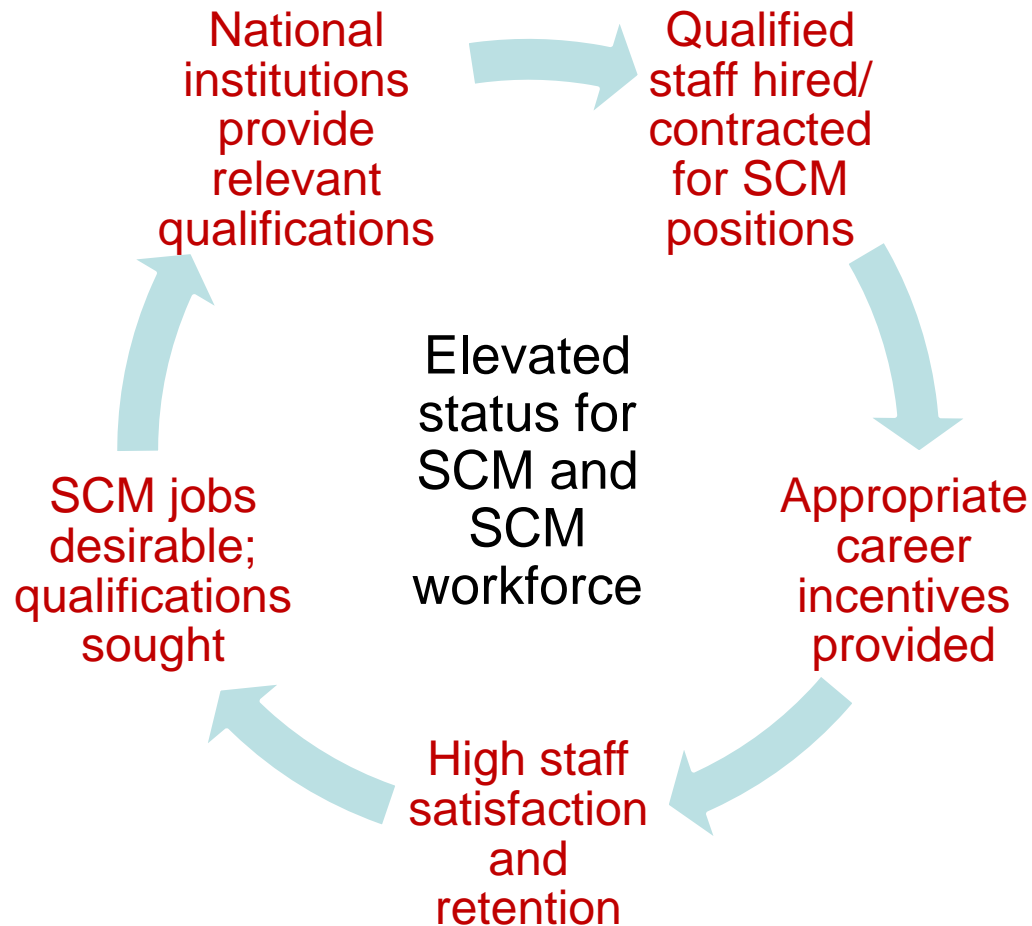 National
institutions
provide
relevant
qualifications
Qualified
staff hired/
contracted
for SCM
positions
Appropriate
career
incentives
provided
High staff
satisfaction
and
retention
SCM jobs
desirable;
qualifications
sought
Elevated
status for
SCM and
SCM
workforce